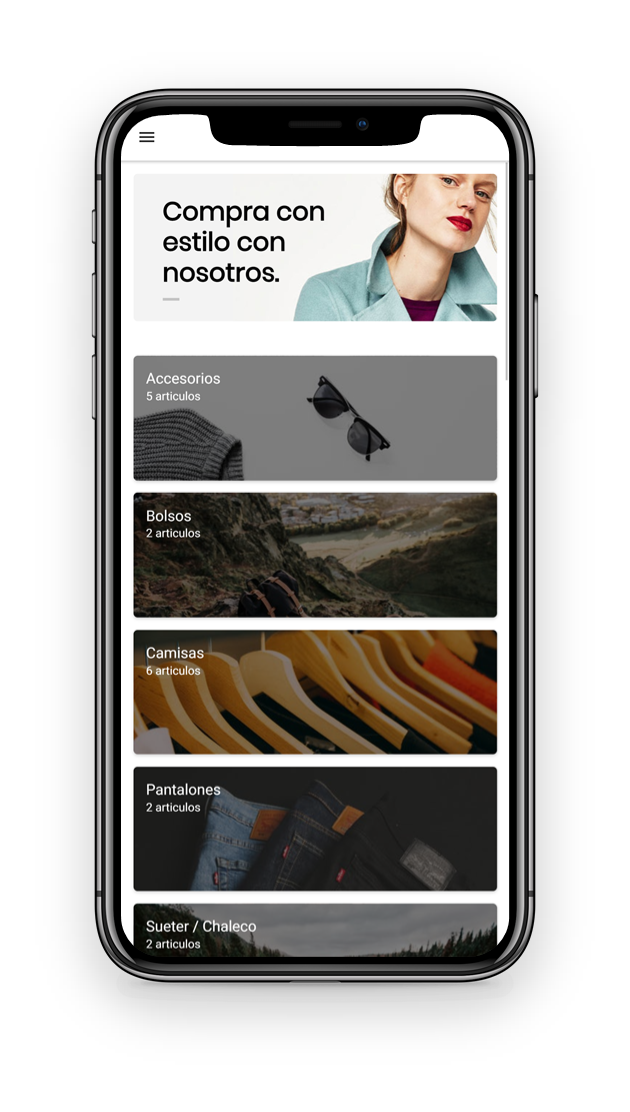 Compra con
estilo con
nosotros.
Accesorios
5 articulos
Bolsos
2 articulos
Camisas
6 articulos
Pantalones
2 articulos
Sueter / Chaleco
2 articulos